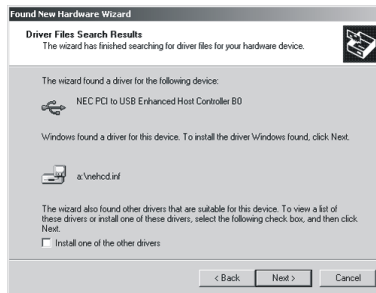 Found New Hardware Wizard
Driver Files Search Results
The wizard has finished searching for driver files for your hardware device.
The wizard found a driver for the following device:
NEC PCI to USB Enhanced Host Controller B0
Windows found a driver for this device. To install the driver Windows found, click Next.
a:\nehcd.inf
The wizard also found other drivers that are suitable for this device. To view a list of
these drivers or install one of these drivers, select the following check box, and then click
Next.
Install one of the other drivers
< Back Next > Cancel